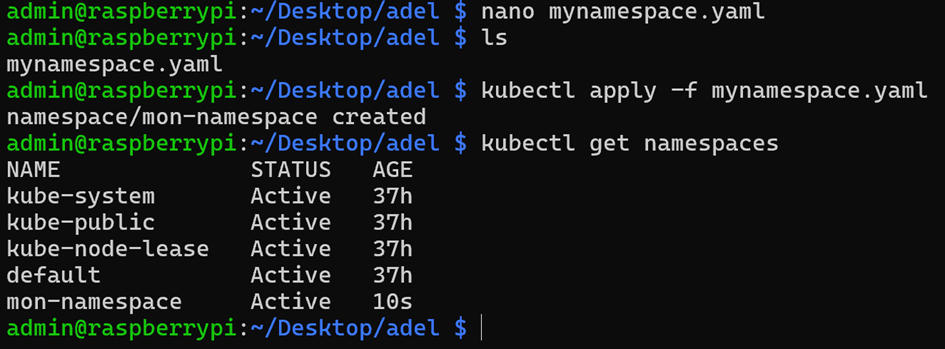 admin@raspberrypi:~/Desktop/adel $ nano mynamespace.yaml
admin@raspberrypi:~/Desktop/adel $ ls
mynamespace.yaml
admin@raspberrypi:~/Desktop/adel $ kubectl apply -f mynamespace.yaml
namespace/mon-namespace created
admin@raspberrypi:~/Desktop/adel $ kubectl get namespaces
NAME              STATUS   AGE
kube-system       Active   37h
kube-public       Active   37h
kube-node-lease   Active   37h
default           Active   37h
mon-namespace     Active   10s
admin@raspberrypi:~/Desktop/adel $